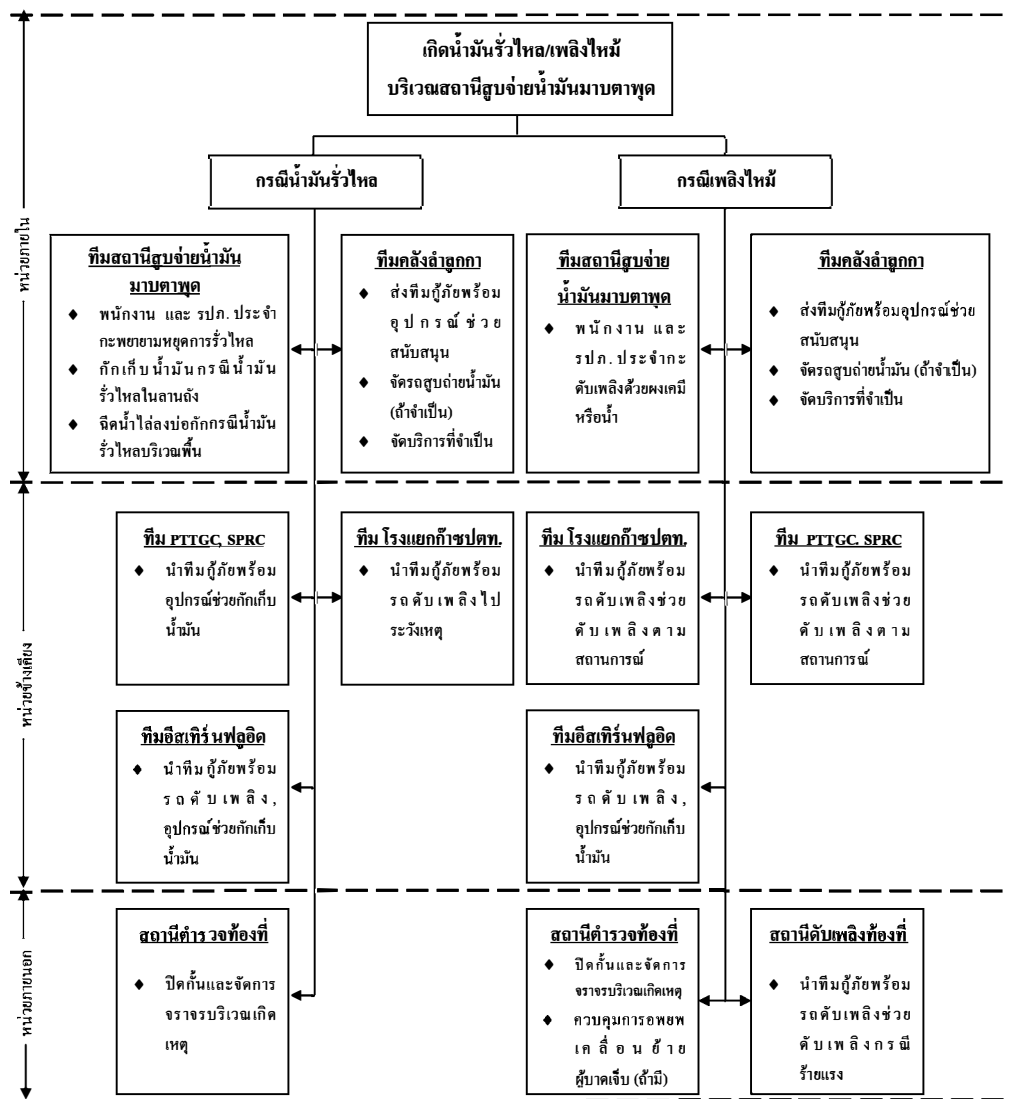 เกิดน้ำมันรั่วไหล/เพลิงไหม้
บริเวณสถานีสูบจ่ายน้ำมันมาบตาพุด
กรณีน้ำมันรั่วไหล
กรณีเพลิงไหม้
หน่วยภายใน
ทีมสถานีสูบจ่ายน้ำมัน
มาบตาพุด
♦ พนักงาน และ รปภ. ประจำ
กะพยายามหยุดการรั่วไหล
♦ กักเก็บน้ำมันกรณีน้ำมัน
รั่วไหลในลานถัง
♦ ฉีดน้ำไล่ลงบ่อกักกรณีน้ำมัน
รั่วไหลบริเวณพื้น
ทีมคลังลำลูกกา
♦ ส่งทีมกู้ภัยพร้อม
อุปกรณ์ช่วย
สนับสนุน
♦ จัดรถสูบถ่ายน้ำมัน
(ถ้าจำเป็น)
♦ จัดบริการที่จำเป็น
ทีมสถานีสูบจ่าย
น้ำมันมาบตาพุด
♦ พนักงาน และ
รปภ. ประจำกะ
ดับเพลิงด้วยผงเคมี
หรือน้ำ
ทีมคลังลำลูกกา
♦ ส่งทีมกู้ภัยพร้อมอุปกรณ์ช่วย
สนับสนุน
♦ จัดรถสูบถ่ายน้ำมัน (ถ้าจำเป็น)
♦ จัดบริการที่จำเป็น
หน่วยข้างเคียง
ทีม PTTGC, SPRC
♦ นำทีมกู้ภัยพร้อม
อุปกรณ์ช่วยกักเก็บ
น้ำมัน
ทีม โรงแยกก๊าซปตท.
♦ นำทีมกู้ภัยพร้อม
รถดับเพลิงไป
ระวังเหตุ
ทีม โรงแยกก๊าซปตท.
♦ นำทีมกู้ภัยพร้อม
รถดับเพลิงช่วย
ดับเพลิงตาม
สถานการณ์
ทีม PTTGC. SPRC
♦ นำทีมกู้ภัยพร้อม
รถดับเพลิงช่วย
ดับเพลิงตาม
สถานการณ์
ทีมอีสเทิร์นฟลูอิด
♦ นำทีมกู้ภัยพร้อม
รถดับเพลิง,
อุปกรณ์ช่วยกักเก็บ
น้ำมัน
ทีมอีสเทิร์นฟลูอิด
♦ นำทีมกู้ภัยพร้อม
รถดับเพลิง,
อุปกรณ์ช่วยกักเก็บ
น้ำมัน
หน่วยภายนอก
สถานีตำรวจท้องที่
♦ ปิดกั้นและจัดการ
จราจรบริเวณเกิด
เหตุ
สถานีตำรวจท้องที่
♦ ปิดกั้นและจัดการ
จราจรบริเวณเกิดเหตุ
♦ ควบคุมการอพยพ
เคลื่อนย้าย
ผู้บาดเจ็บ (ถ้ามี)
สถานีดับเพลิงท้องที่
♦ นำทีมกู้ภัยพร้อม
รถดับเพลิงช่วย
ดับเพลิงกรณี
ร้ายแรง